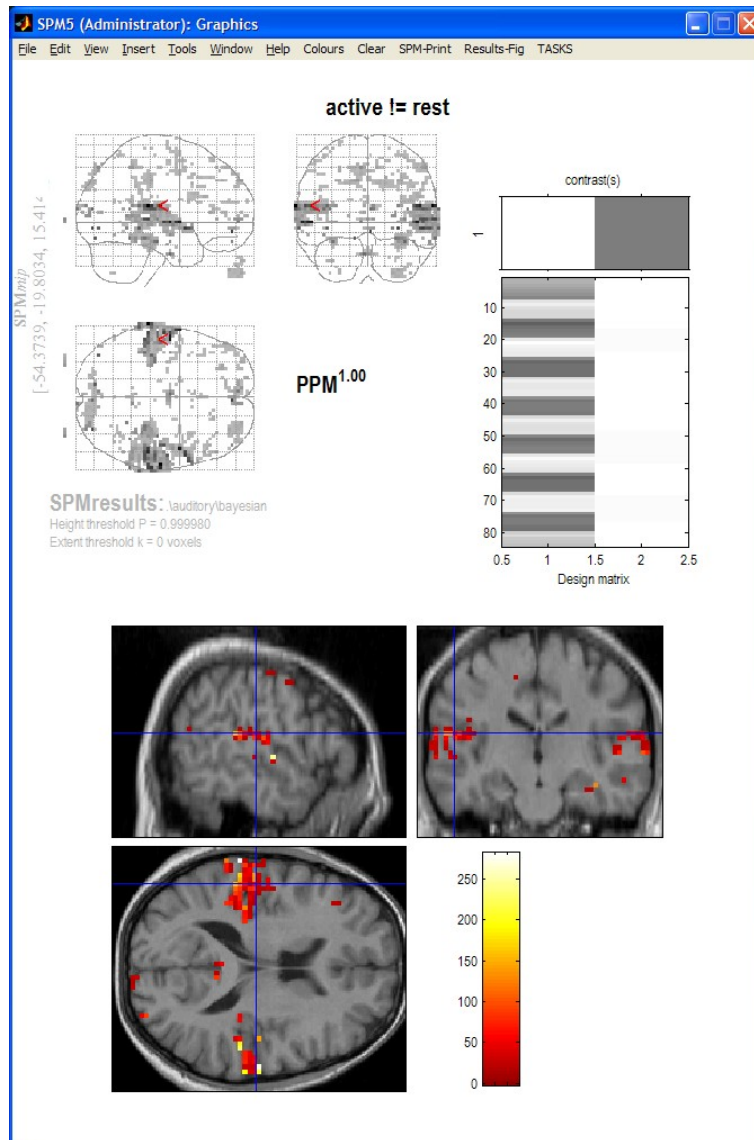 SPM5 (Administrator): Graphics
File Edit View Insert Tools Window Help Colours Clear SPM-Print Results-Fig TASKS
active != rest
SPMmip
[-54.3739, -19.8034, 15.414
<
<
<
PPM1.00
contrast(s)
1
10
20
30
40
50
60
70
80
0.5 1 1.5 2 2.5
Design matrix
SPMresults: .\auditory\bayesian
Height threshold P = 0.999980
Extent threshold k = 0 voxels
250
200
150
100
50
0